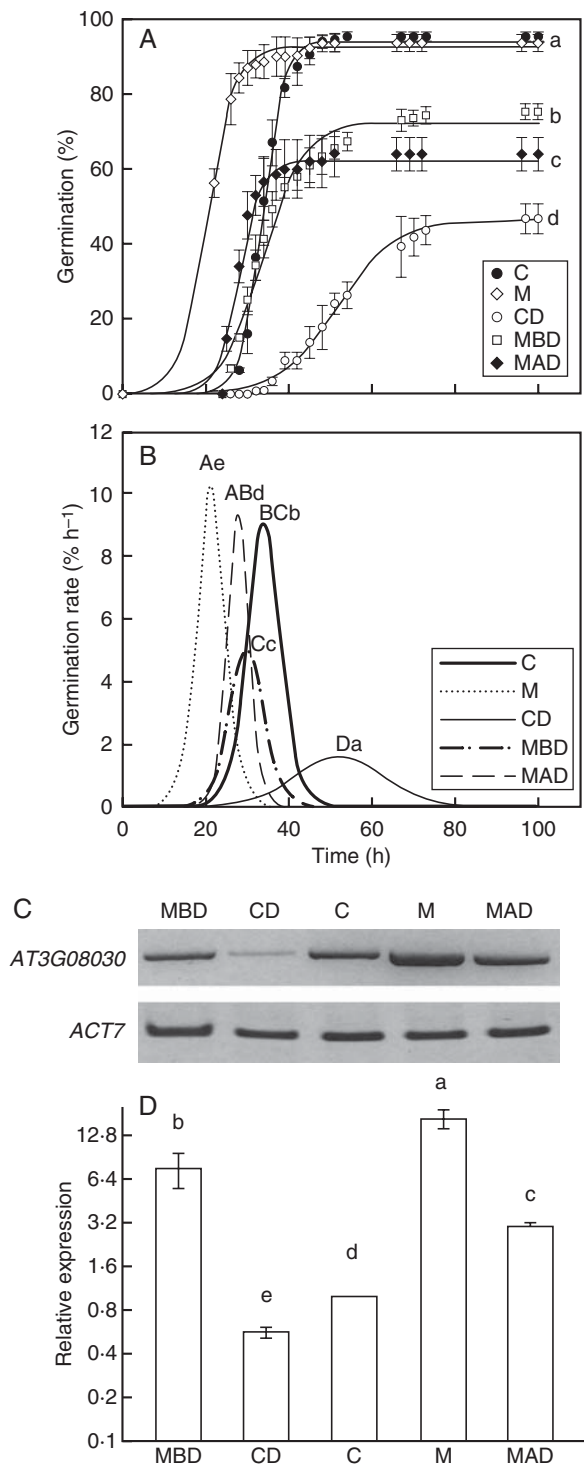 A
100
80
60
40
20
0
Germination (%)
a
b
c
d
C
M
CD
MBD
MAD
B
12
10
8
6
4
2
0
Germination rate (% h–1)
Ae
ABd
BCb
Cc
Da
C
M
CD
MBD
MAD
0 20 40 60 80 100
Time (h)
C
MBD CD C M MAD
AT3G08030
ACT7
D
12·8
6·4
3·2
1·6
0·8
0·4
0·2
0·1
Relative expression
b
e
d
a
c
MBD CD C M MAD